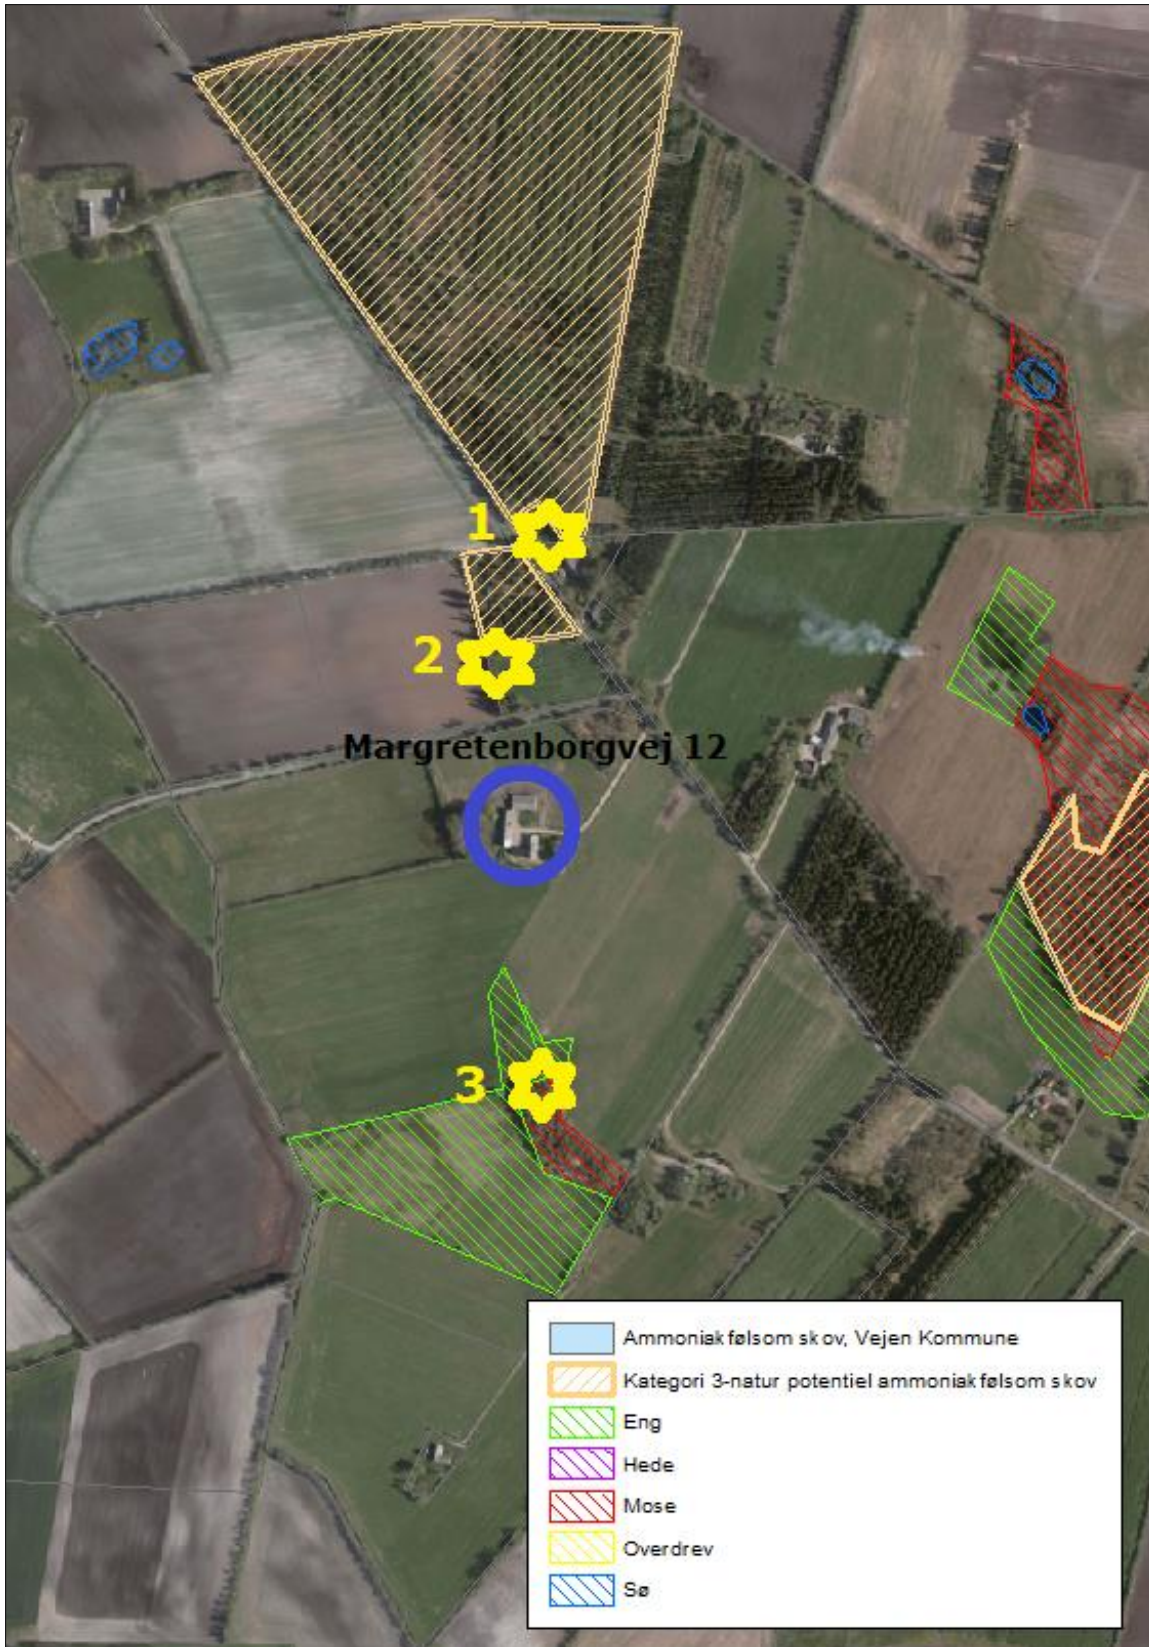 1
2
Margretenborgvej 12
3
Ammoniakfølsom skov, Vejen Kommune
Kategori 3-natur potentiel ammoniakfølsom skov
Eng
Hede
Mose
Overdrev
Sø